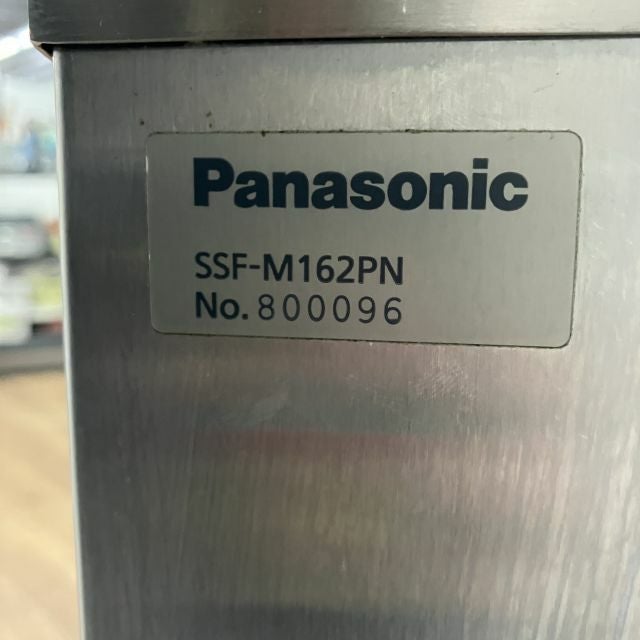 Panasonic
SSF-M162PN
No. 800096